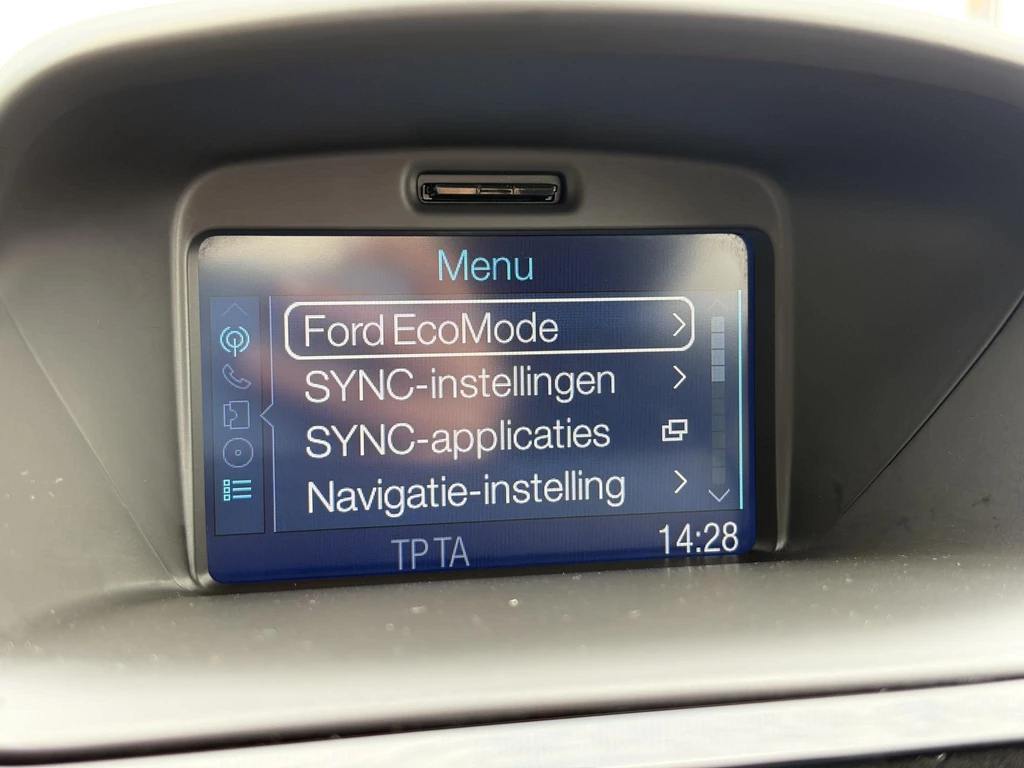 Menu
Ford EcoMode
SYNC-instellingen
SYNC-applicaties
Navigatie-instelling
TP TA
14:28